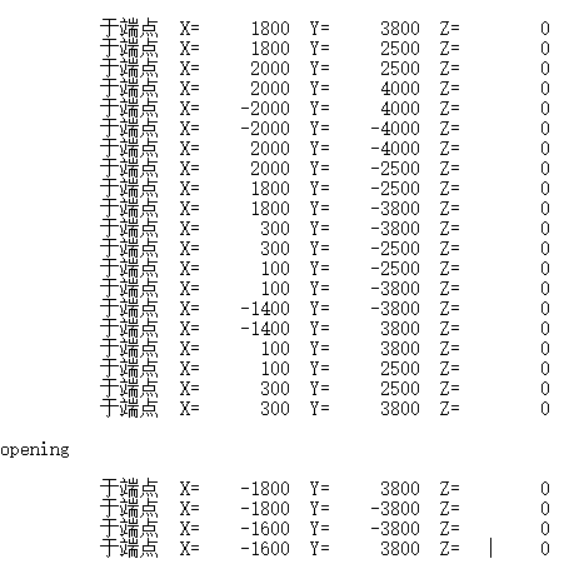 于端点 X= 1800 Y= 3800 Z= 0
于端点 X= 1800 Y= 2500 Z= 0
于端点 X= 2000 Y= 2500 Z= 0
于端点 X= 2000 Y= 4000 Z= 0
于端点 X= -2000 Y= 4000 Z= 0
于端点 X= -2000 Y= -4000 Z= 0
于端点 X= 2000 Y= -4000 Z= 0
于端点 X= 2000 Y= -2500 Z= 0
于端点 X= 1800 Y= -2500 Z= 0
于端点 X= 1800 Y= -3800 Z= 0
于端点 X= 300 Y= -3800 Z= 0
于端点 X= 300 Y= -2500 Z= 0
于端点 X= 100 Y= -2500 Z= 0
于端点 X= 100 Y= -3800 Z= 0
于端点 X= -1400 Y= -3800 Z= 0
于端点 X= -1400 Y= 3800 Z= 0
于端点 X= 100 Y= 3800 Z= 0
于端点 X= 100 Y= 2500 Z= 0
于端点 X= 300 Y= 2500 Z= 0
于端点 X= 300 Y= 3800 Z= 0
opening
于端点 X= -1800 Y= 3800 Z= 0
于端点 X= -1800 Y= -3800 Z= 0
于端点 X= -1600 Y= -3800 Z= 0
于端点 X= -1600 Y= 3800 Z= 0